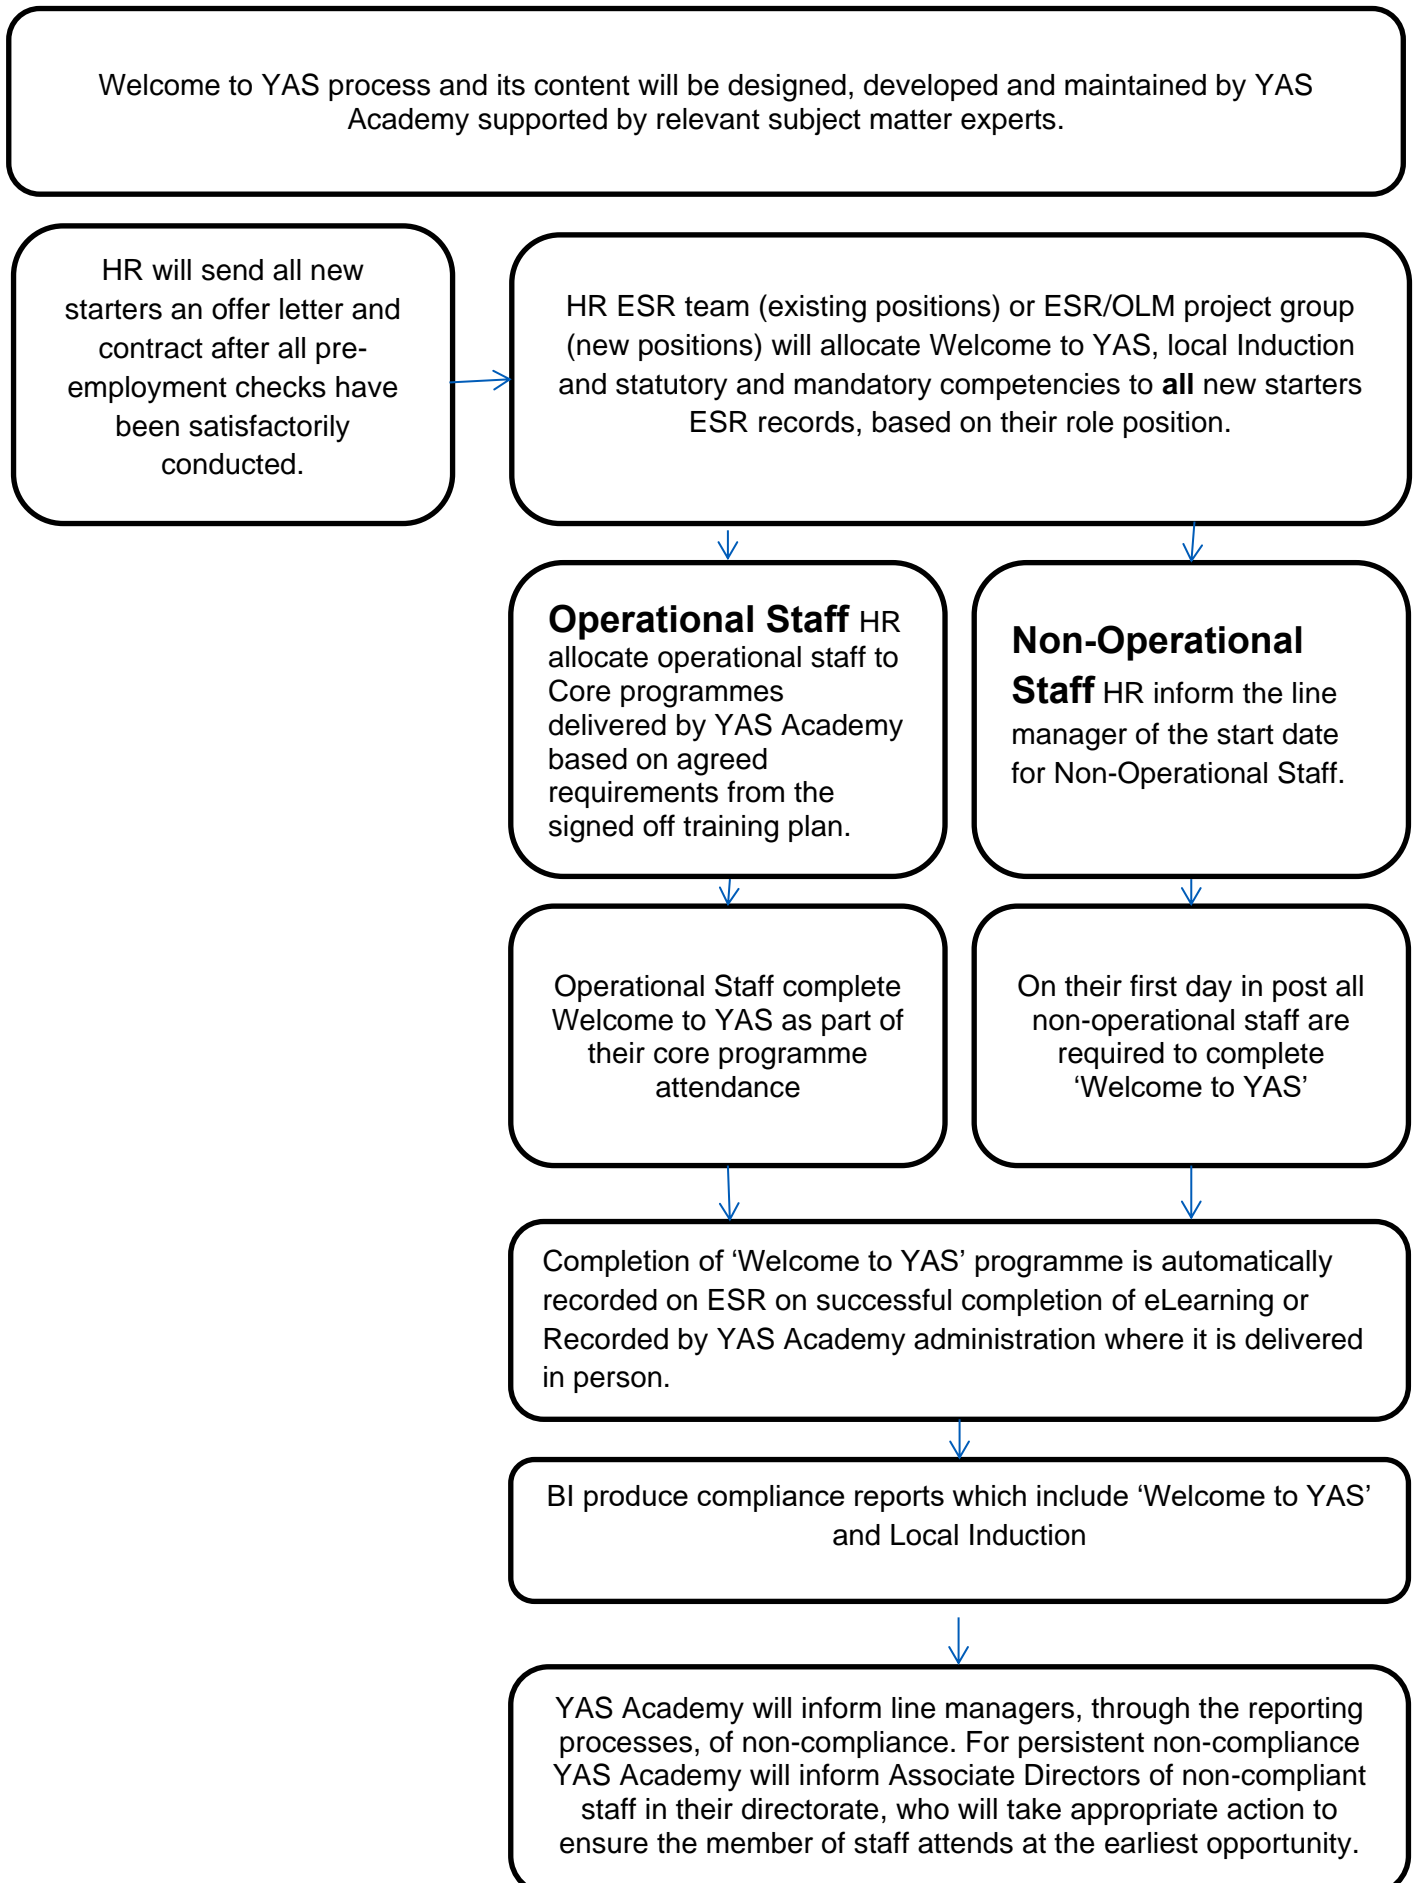 Welcome to YAS process and its content will be designed, developed and maintained by YAS
Academy supported by relevant subject matter experts.
HR will send all new
starters an offer letter and
contract after all pre-
employment checks have
been satisfactorily
conducted.
HR ESR team (existing positions) or ESR/OLM project group
(new positions) will allocate Welcome to YAS, local Induction
and statutory and mandatory competencies to all new starters
ESR records, based on their role position.
Operational Staff HR
allocate operational staff to
Core programmes
delivered by YAS Academy
based on agreed
requirements from the
signed off training plan.
Non-Operational
Staff HR inform the line
manager of the start date
for Non-Operational Staff.
Operational Staff complete
Welcome to YAS as part of
their core programme
attendance
On their first day in post all
non-operational staff are
required to complete
‘Welcome to YAS’
Completion of ‘Welcome to YAS’ programme is automatically
recorded on ESR on successful completion of eLearning or
Recorded by YAS Academy administration where it is delivered
in person.
BI produce compliance reports which include ‘Welcome to YAS’
and Local Induction
YAS Academy will inform line managers, through the reporting
processes, of non-compliance. For persistent non-compliance
YAS Academy will inform Associate Directors of non-compliant
staff in their directorate, who will take appropriate action to
ensure the member of staff attends at the earliest opportunity.